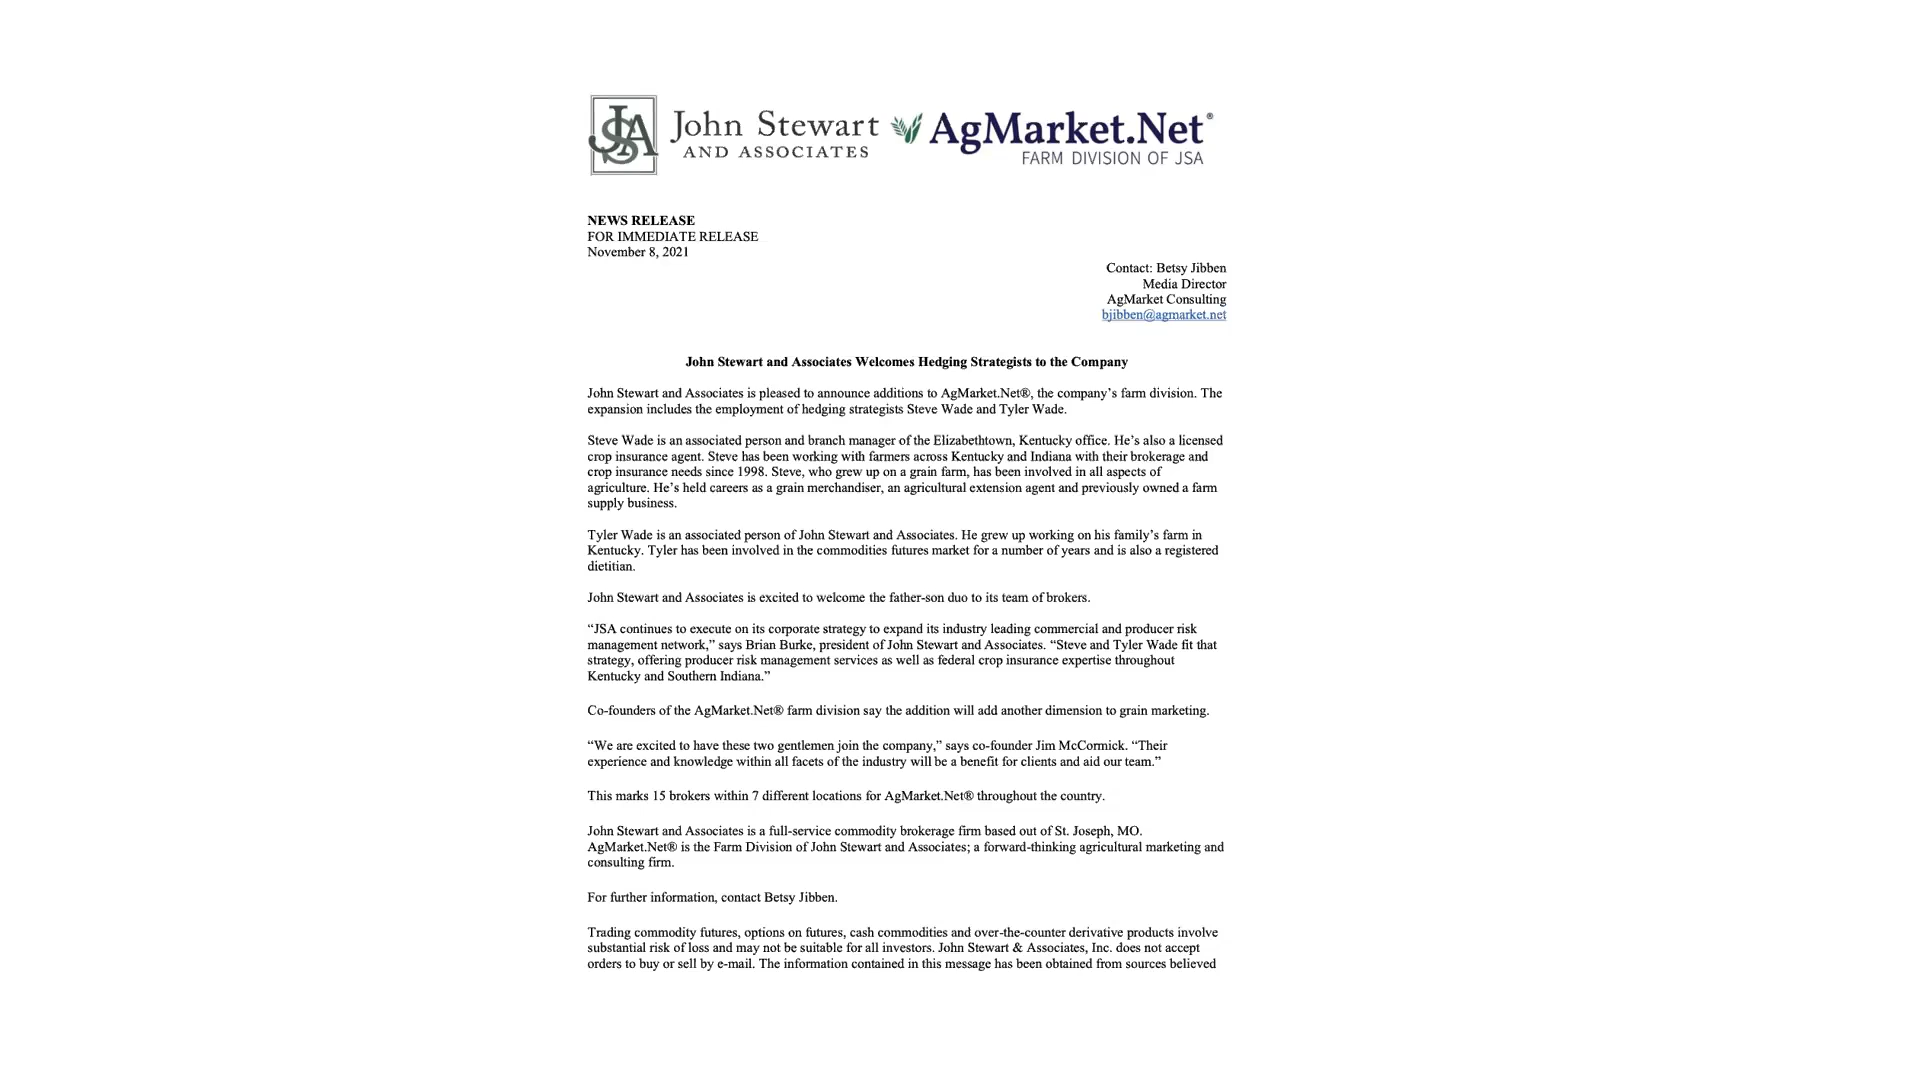 JSA John Stewart AND ASSOCIATES
AgMarket.Net®
FARM DIVISION OF JSA
NEWS RELEASE
FOR IMMEDIATE RELEASE
November 8, 2021
Contact: Betsy Jibben
Media Director
AgMarket Consulting
bjibben@agmarket.net
John Stewart and Associates Welcomes Hedging Strategists to the Company
John Stewart and Associates is pleased to announce additions to AgMarket.Net®, the company’s farm division. The
expansion includes the employment of hedging strategists Steve Wade and Tyler Wade.
Steve Wade is an associated person and branch manager of the Elizabethtown, Kentucky office. He’s also a licensed
crop insurance agent. Steve has been working with farmers across Kentucky and Indiana with their brokerage and
crop insurance needs since 1998. Steve, who grew up on a grain farm, has been involved in all aspects of
agriculture. He’s held careers as a grain merchandiser, an agricultural extension agent and previously owned a farm
supply business.
Tyler Wade is an associated person of John Stewart and Associates. He grew up working on his family’s farm in
Kentucky. Tyler has been involved in the commodities futures market for a number of years and is also a registered
dietitian.
John Stewart and Associates is excited to welcome the father-son duo to its team of brokers.
“JSA continues to execute on its corporate strategy to expand its industry leading commercial and producer risk
management network,” says Brian Burke, president of John Stewart and Associates. “Steve and Tyler Wade fit that
strategy, offering producer risk management services as well as federal crop insurance expertise throughout
Kentucky and Southern Indiana.”
Co-founders of the AgMarket.Net® farm division say the addition will add another dimension to grain marketing.
“We are excited to have these two gentlemen join the company,” says co-founder Jim McCormick. “Their
experience and knowledge within all facets of the industry will be a benefit for clients and aid our team.”
This marks 15 brokers within 7 different locations for AgMarket.Net® throughout the country.
John Stewart and Associates is a full-service commodity brokerage firm based out of St. Joseph, MO.
AgMarket.Net® is the Farm Division of John Stewart and Associates; a forward-thinking agricultural marketing and
consulting firm.
For further information, contact Betsy Jibben.
Trading commodity futures, options on futures, cash commodities and over-the-counter derivative products involve
substantial risk of loss and may not be suitable for all investors. John Stewart & Associates, Inc. does not accept
orders to buy or sell by e-mail. The information contained in this message has been obtained from sources believed